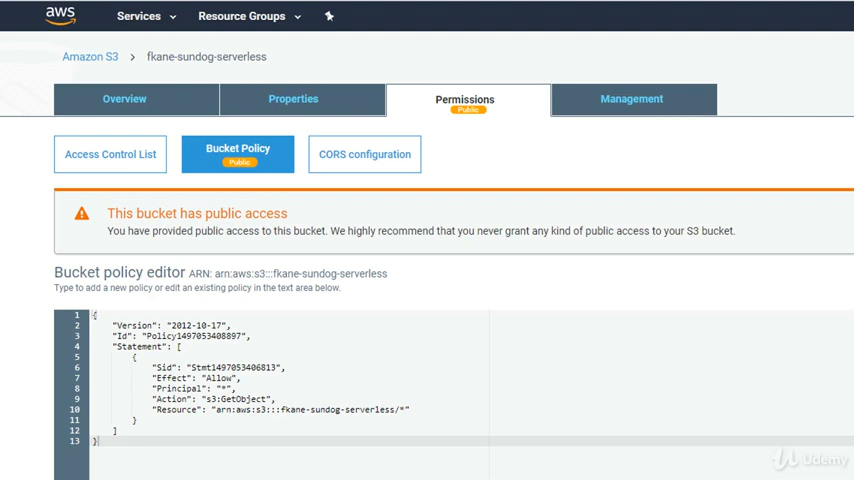 aws
Services Resource Groups
Amazon S3 > fkane-sundog-serverless
Overview Properties Permissions Management
Public
Access Control List Bucket Policy CORS configuration
Public
This bucket has public access
You have provided public access to this bucket. We highly recommend that you never grant any kind of public access to your S3 bucket.
Bucket policy editor ARN: arn:aws:s3:::fkane-sundog-serverless
Type to add a new policy or edit an existing policy in the text area below.
1 {
2 "Version": "2012-10-17",
3 "Id": "Policy1497053408897",
4 "Statement": [
5 {
6 "Sid": "Stmt1497053406813",
7 "Effect": "Allow",
8 "Principal": "*",
9 "Action": "s3:GetObject",
10 "Resource": "arn:aws:s3:::fkane-sundog-serverless/*"
11 }
12 ]
13 }
Udemy